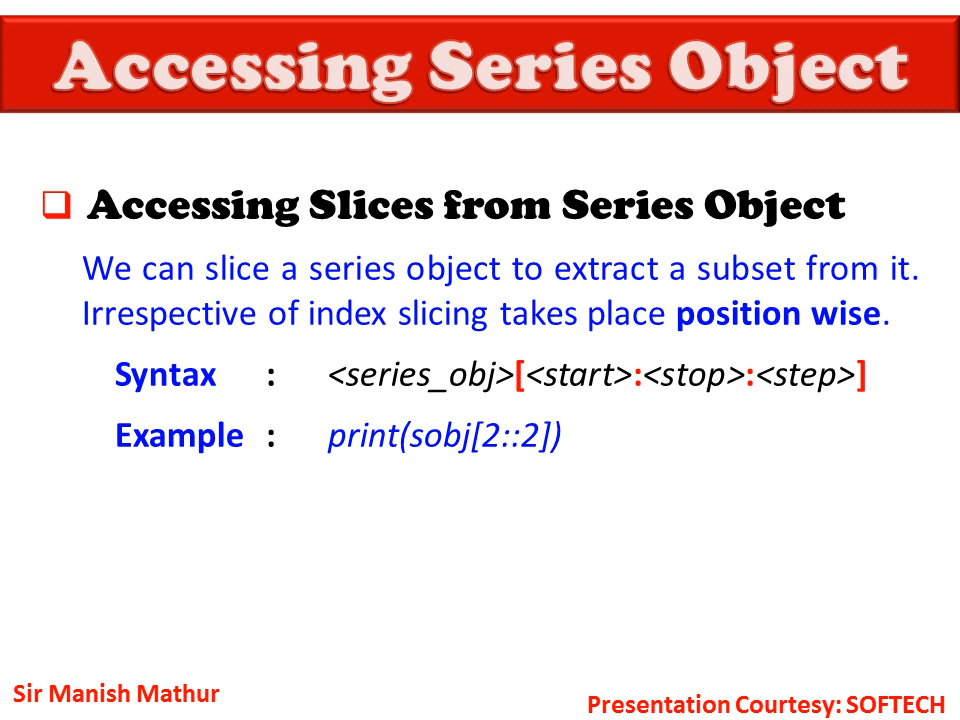 Accessing Series Object
Accessing Slices from Series Object
We can slice a series object to extract a subset from it.
Irrespective of index slicing takes place position wise.
Syntax : <series_obj>[<start>:<stop>:<step>]
Example : print(sobj[2::2])
Sir Manish Mathur
Presentation Courtesy: SOFTECH